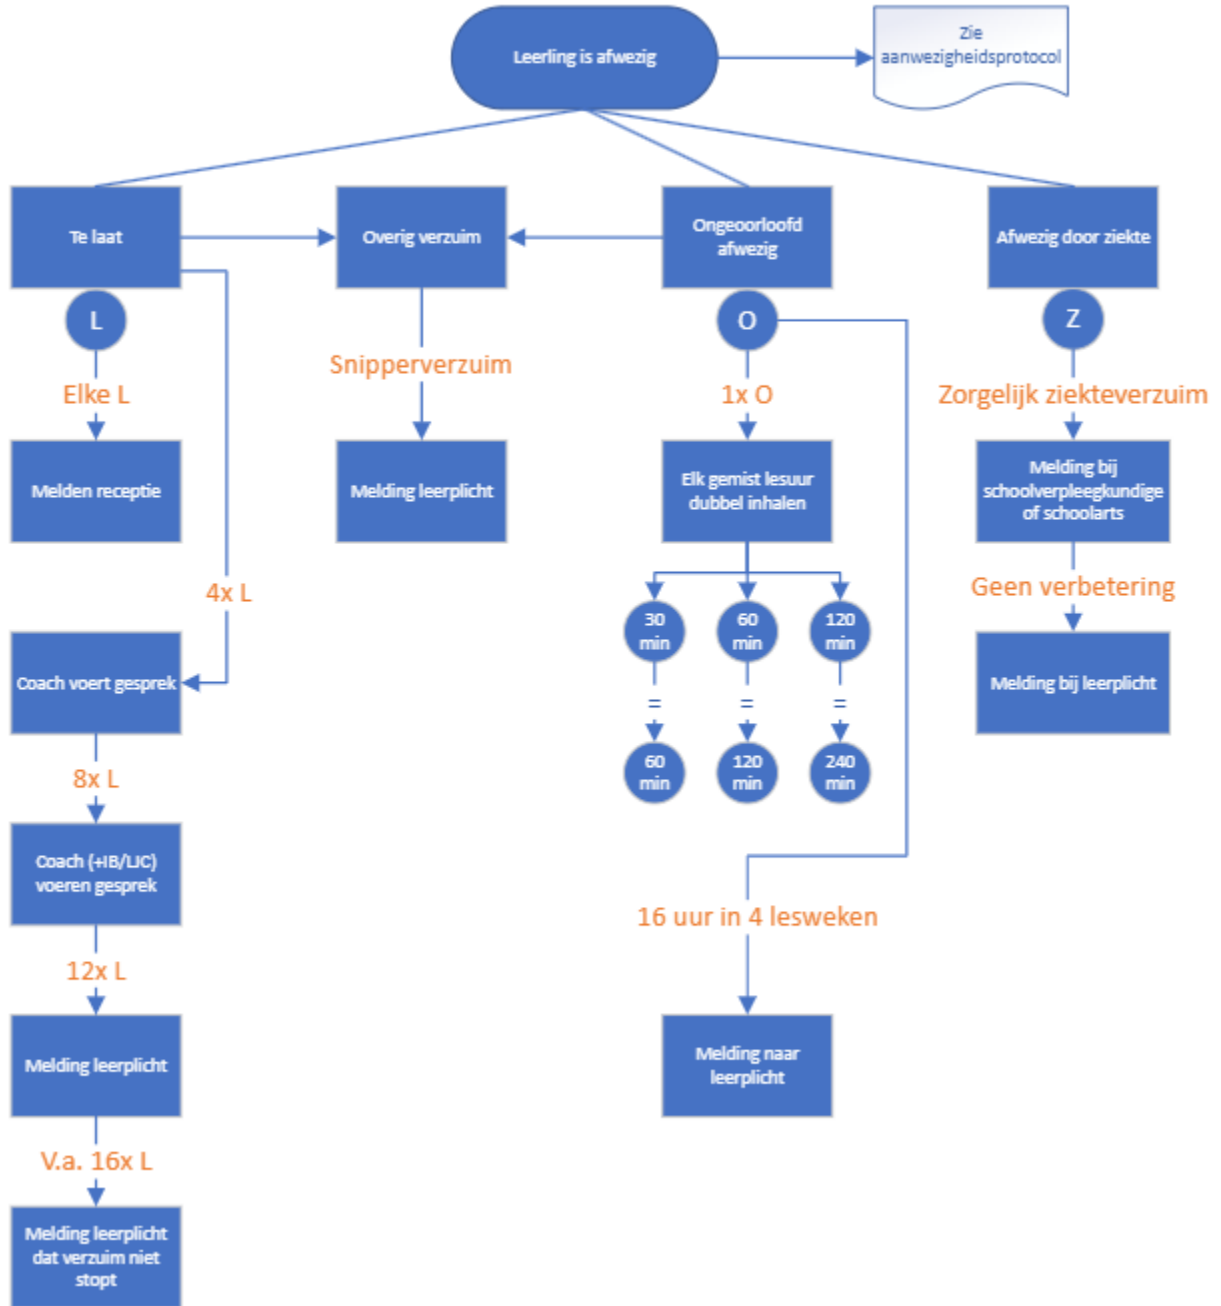 Leerling is afwezig
Zie
aanwezigheidsprotocol
Te laat
Overig verzuim
Ongeoorloofd
afwezig
Afwezig door ziekte
L
O
Z
Snipperverzuim
Elke L
1x O
Zorgelijk ziekteverzuim
Melden receptie
Melding leerplicht
Elk gemist lesuur
dubbel inhalen
Melding bij
schoolverpleegkundige
of schoolarts
4x L
Geen verbetering
30
min
60
min
120
min
Coach voert gesprek
Melding bij leerplicht
=
=
=
60
min
120
min
240
min
8x L
Coach (+IB/LJC)
voeren gesprek
16 uur in 4 lesweken
12x L
Melding leerplicht
Melding naar
leerplicht
V.a. 16x L
Melding leerplicht
dat verzuim niet
stopt